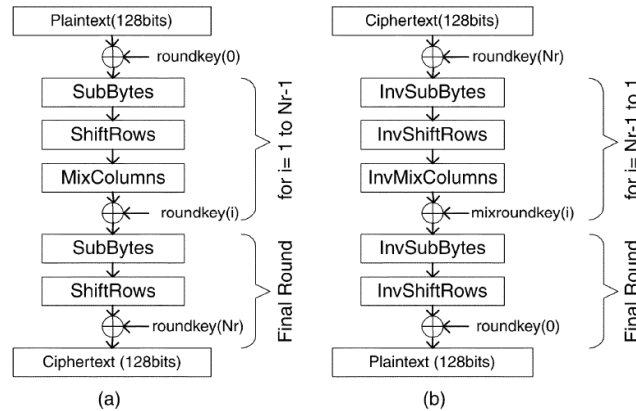 Plaintext(128bits)
roundkey(0)
SubBytes
ShiftRows
MixColumns
roundkey(i)
for i= 1 to Nr-1
SubBytes
ShiftRows
roundkey(Nr)
Final Round
Ciphertext (128bits)
(a)
Ciphertext(128bits)
roundkey(Nr)
InvSubBytes
InvShiftRows
InvMixColumns
mixroundkey(i)
for i= Nr-1 to 1
InvSubBytes
InvShiftRows
roundkey(0)
Final Round
Plaintext (128bits)
(b)